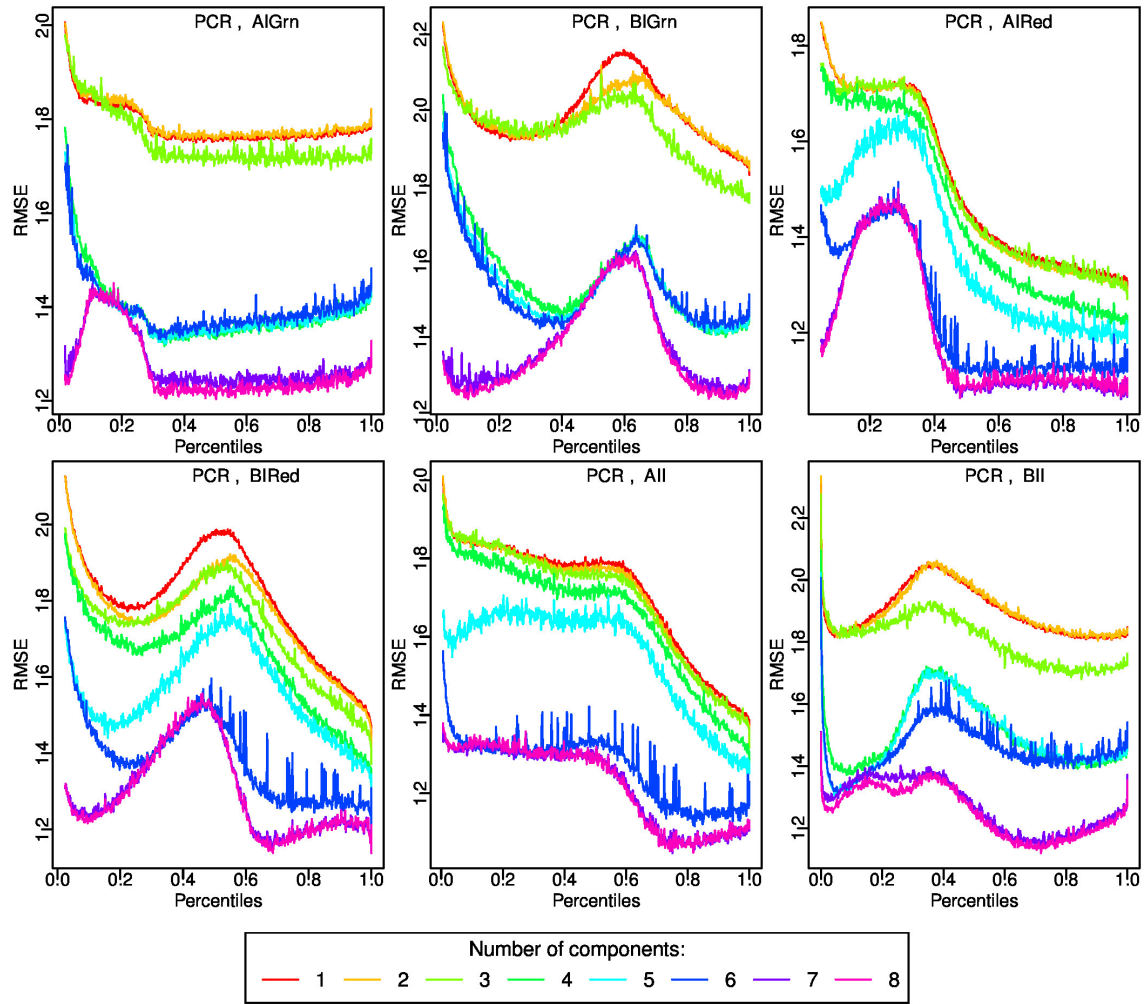 PCR , AIGrn
RMSE
2.0
1.8
1.6
1.4
1.2
0.0 0.2 0.4 0.6 0.8 1.0
Percentiles
PCR , BIGrn
RMSE
2.2
2.0
1.8
1.6
1.4
1.2
0.0 0.2 0.4 0.6 0.8 1.0
Percentiles
PCR , AIRed
RMSE
1.8
1.6
1.4
1.2
0.2 0.4 0.6 0.8 1.0
Percentiles
PCR , BIRed
RMSE
2.0
1.8
1.6
1.4
1.2
0.0 0.2 0.4 0.6 0.8 1.0
Percentiles
PCR , AII
RMSE
2.0
1.8
1.6
1.4
1.2
0.0 0.2 0.4 0.6 0.8 1.0
Percentiles
PCR , BII
RMSE
2.2
2.0
1.8
1.6
1.4
1.2
0.0 0.2 0.4 0.6 0.8 1.0
Percentiles
Number of components:
1 2 3 4 5 6 7 8